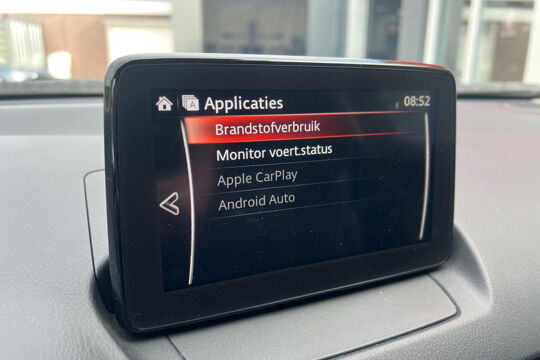 Applicaties 08:52
Brandstofverbruik
Monitor voert.status
Apple CarPlay
Android Auto